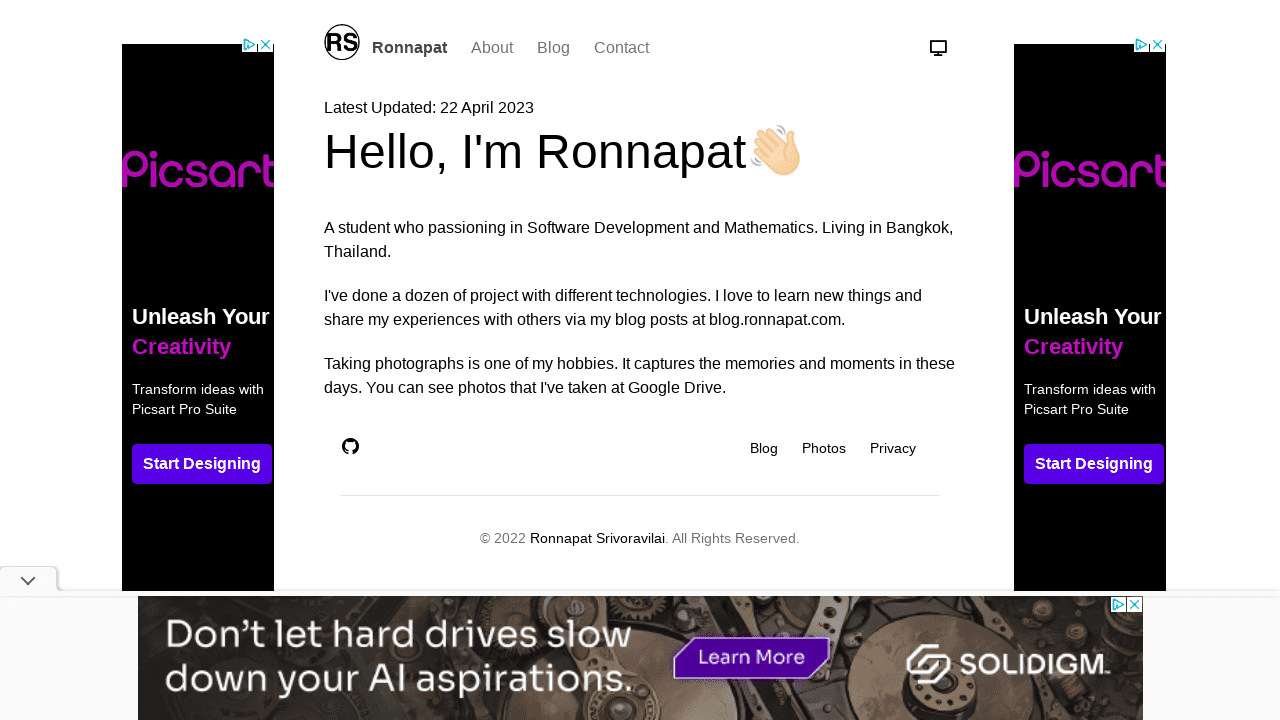 RS
Ronnapat About Blog Contact
Latest Updated: 22 April 2023
Hello, I'm Ronnapat👋🏻
A student who passioning in Software Development and Mathematics. Living in Bangkok,
Thailand.
I've done a dozen of project with different technologies. I love to learn new things and
share my experiences with others via my blog posts at blog.ronnapat.com.
Taking photographs is one of my hobbies. It captures the memories and moments in these
days. You can see photos that I've taken at Google Drive.
Blog Photos Privacy
© 2022 Ronnapat Srivoravilai. All Rights Reserved.
Picsart
Unleash Your
Creativity
Transform ideas with
Picsart Pro Suite
Start Designing
Picsart
Unleash Your
Creativity
Transform ideas with
Picsart Pro Suite
Start Designing
Don't let hard drives slow
down your AI aspirations.
Learn More
SOLIDIGM